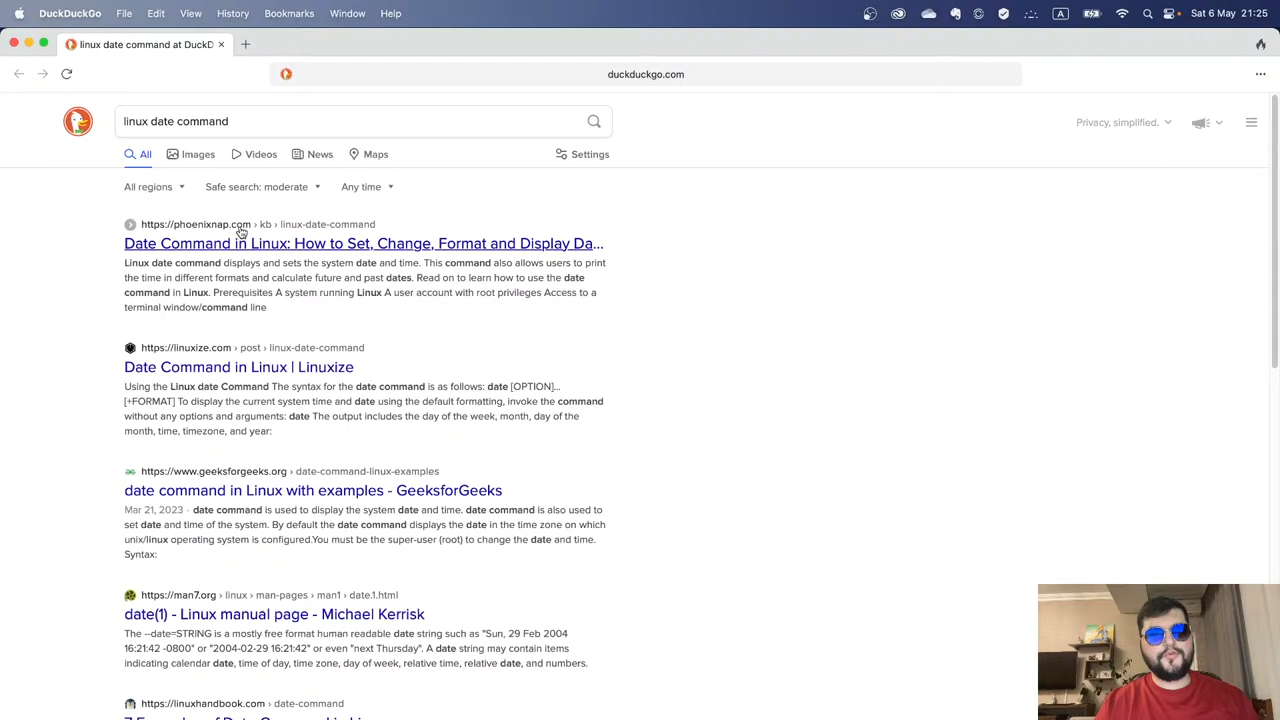 DuckDuckGo File Edit View History Bookmarks Window Help A Sat 6 May 21:25
linux date command at DuckD
duckduckgo.com
linux date command
Privacy, simplified.
All Images Videos News Maps Settings
All regions Safe search: moderate Any time
https://phoenixnap.com › kb › linux-date-command
Date Command in Linux: How to Set, Change, Format and Display Da...
Linux date command displays and sets the system date and time. This command also allows users to print
the time in different formats and calculate future and past dates. Read on to learn how to use the date
command in Linux. Prerequisites A system running Linux A user account with root privileges Access to a
terminal window/command line
https://linuxize.com › post › linux-date-command
Date Command in Linux | Linuxize
Using the Linux date Command The syntax for the date command is as follows: date [OPTION]...
[+FORMAT] To display the current system time and date using the default formatting, invoke the command
without any options and arguments: date The output includes the day of the week, month, day of the
month, time, timezone, and year:
https://www.geeksforgeeks.org › date-command-linux-examples
date command in Linux with examples - GeeksforGeeks
Mar 21, 2023 · date command is used to display the system date and time. date command is also used to
set date and time of the system. By default the date command displays the date in the time zone on which
unix/linux operating system is configured.You must be the super-user (root) to change the date and time.
Syntax:
https://man7.org › linux › man-pages › man1 › date.1.html
date(1) - Linux manual page - Michael Kerrisk
The --date=STRING is a mostly free format human readable date string such as "Sun, 29 Feb 2004
16:21:42 -0800" or "2004-02-29 16:21:42" or even "next Thursday". A date string may contain items
indicating calendar date, time of day, time zone, day of week, relative time, relative date, and numbers.
https://linuxhandbook.com › date-command